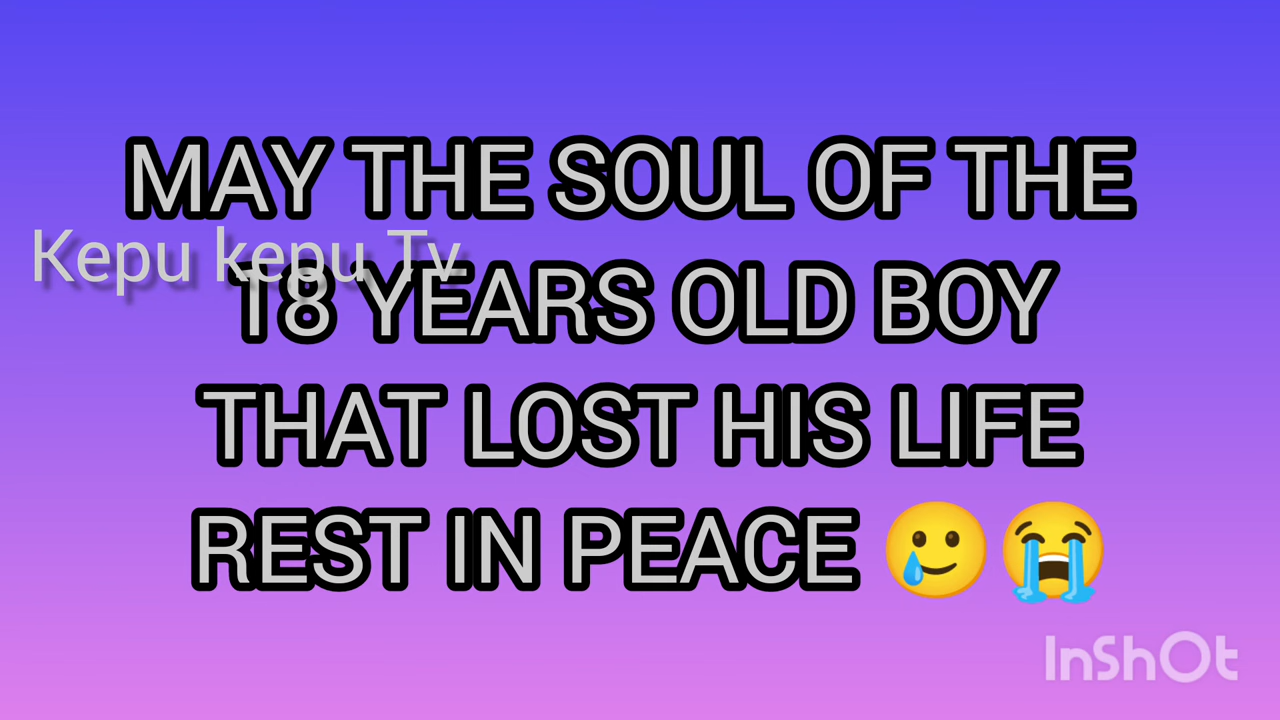 MAY THE SOUL OF THE
Kepu kepu Tv
18 YEARS OLD BOY
THAT LOST HIS LIFE
REST IN PEACE 🥲😭
InShOt